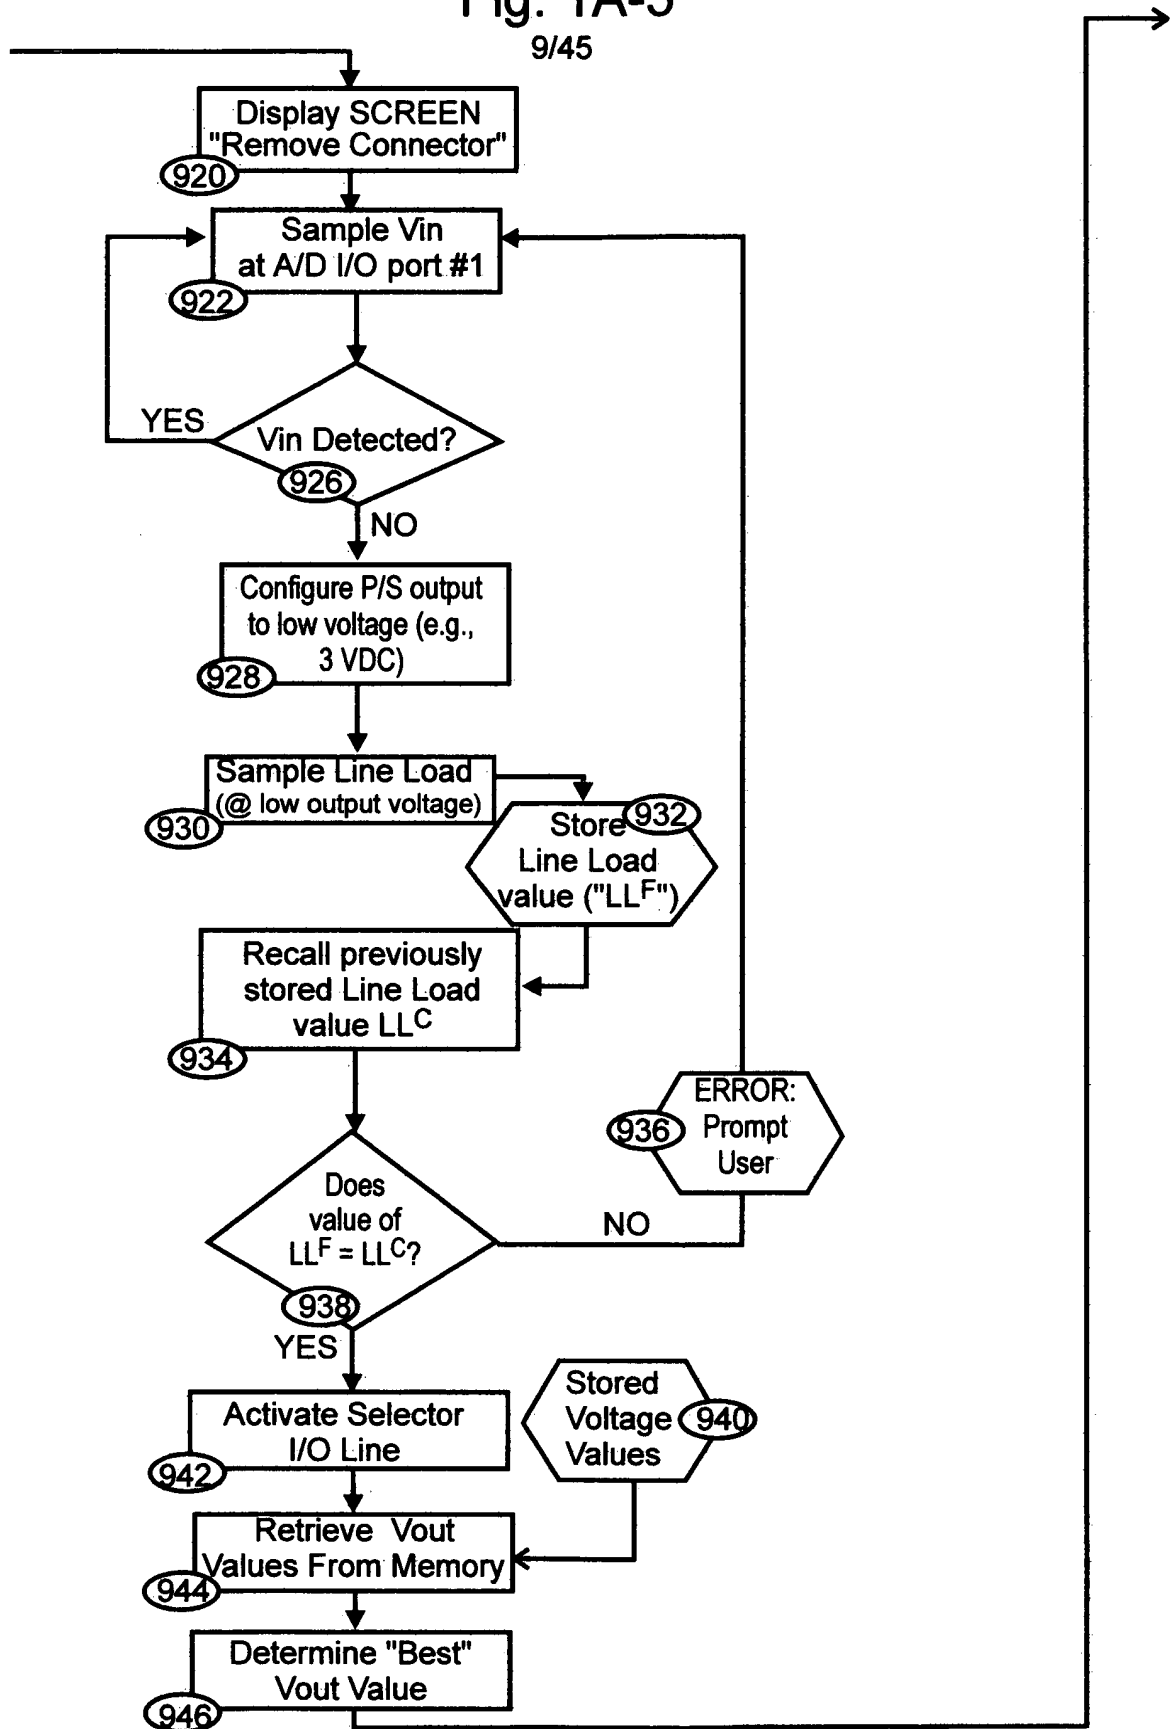 Fig. 1A-5
9/45
Display SCREEN
"Remove Connector"
920
Sample Vin
at A/D I/O port #1
922
YES
Vin Detected?
926
NO
Configure P/S output
to low voltage (e.g.,
3 VDC)
928
Sample Line Load
(@ low output voltage)
930
932
Store
Line Load
value ("LLF")
Recall previously
stored Line Load
value LLC
934
ERROR:
Prompt
User
936
Does
value of
LLF = LLC?
938
NO
YES
Activate Selector
I/O Line
942
Stored
Voltage
Values
940
Retrieve Vout
Values From Memory
944
Determine "Best"
Vout Value
946